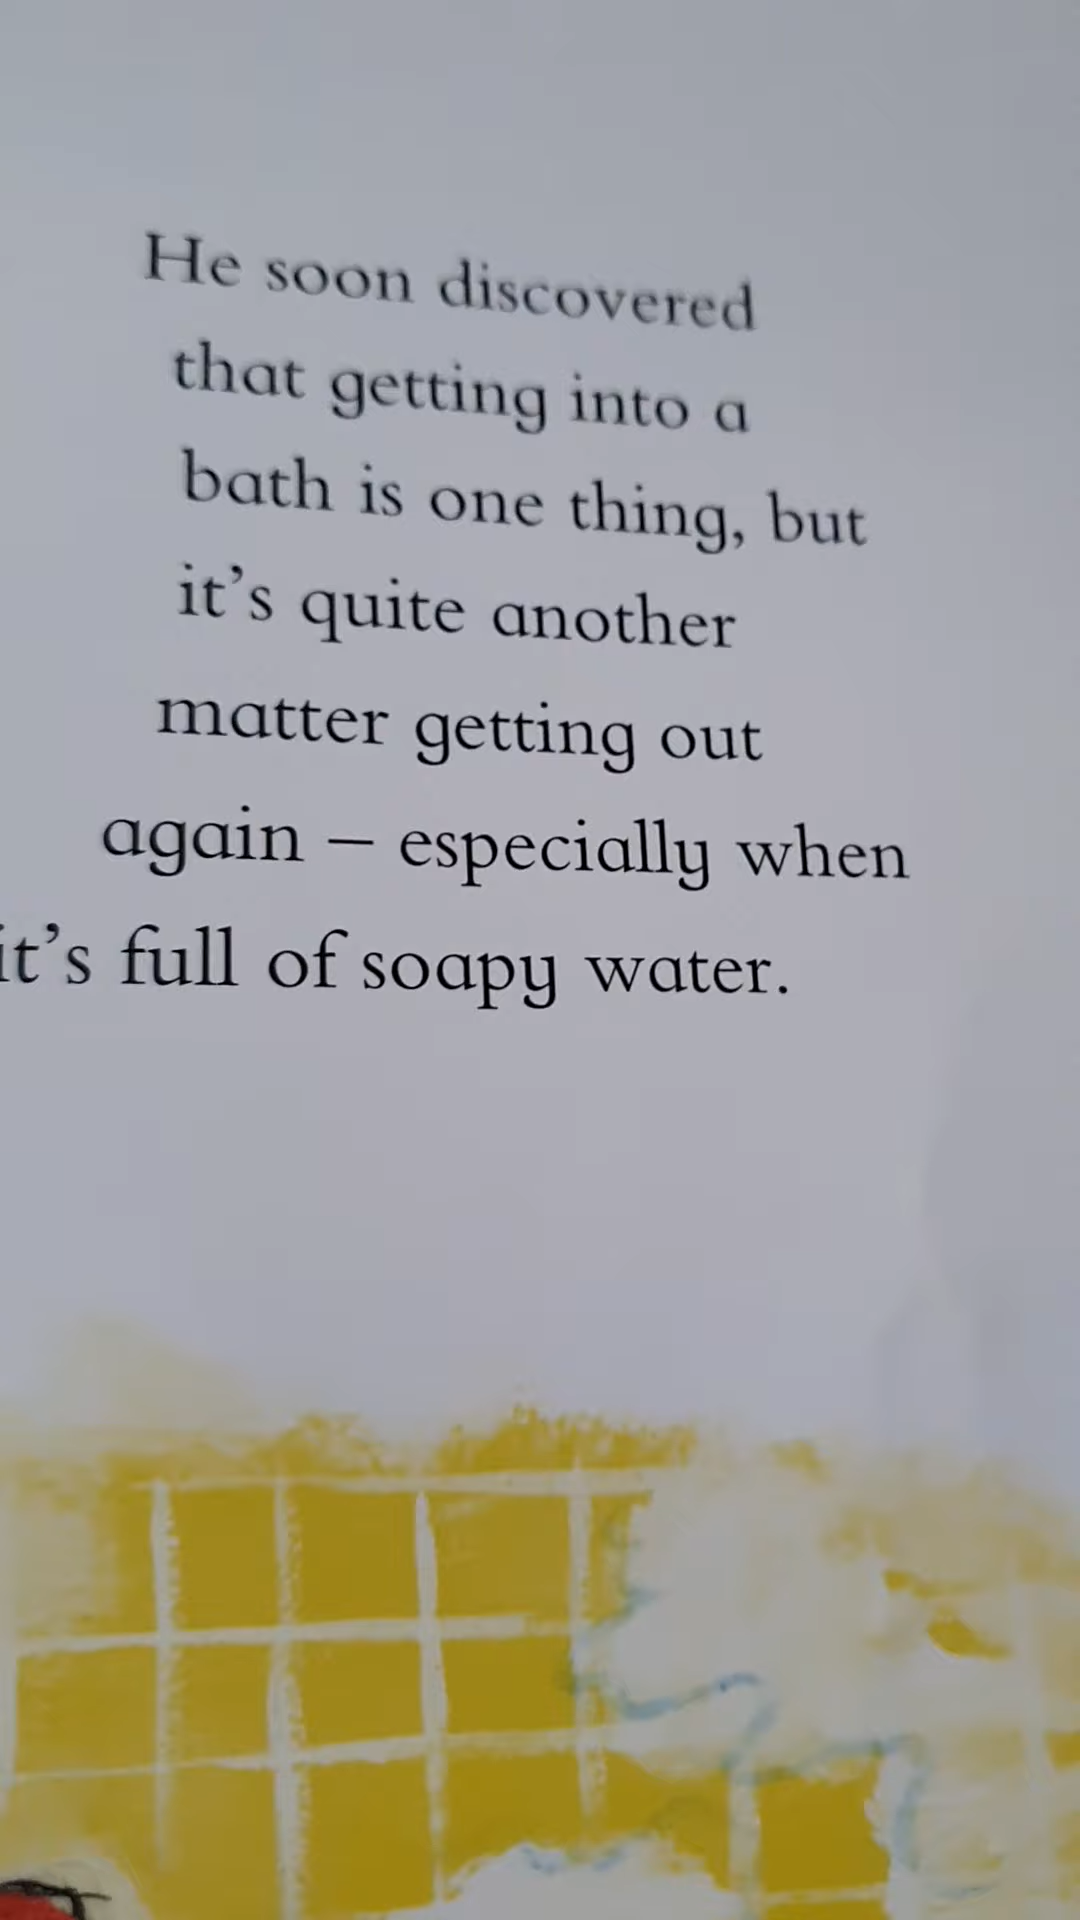 He soon discovered
that getting into a
bath is one thing, but
it’s quite another
matter getting out
again – especially when
it’s full of soapy water.